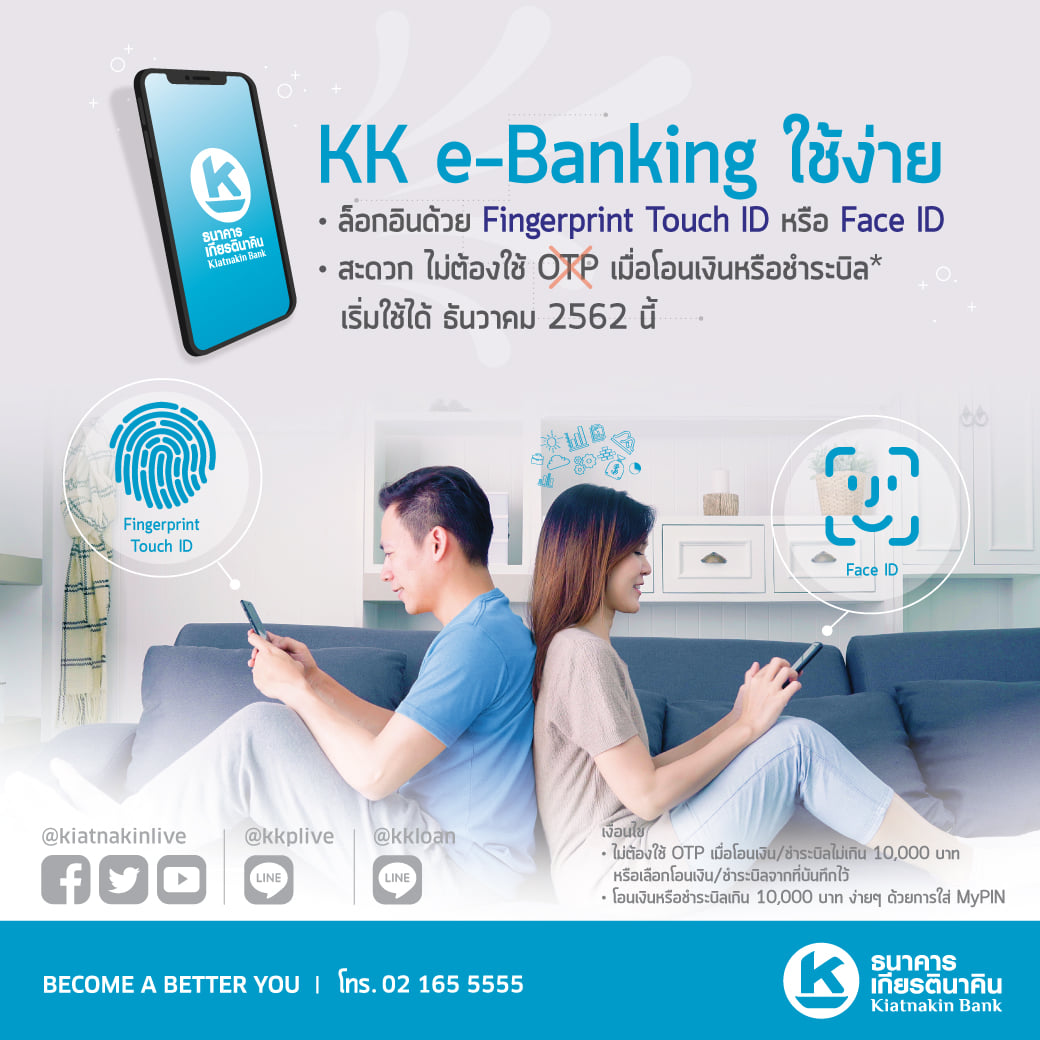 ธนาคาร
เกียรตินาคิน
Kiatnakin Bank
KK e-Banking ใช้ง่าย
• ล็อกอินด้วย Fingerprint Touch ID หรือ Face ID
• สะดวก ไม่ต้องใช้ OTP เมื่อโอนเงินหรือชำระบิล*
เริ่มใช้ได้ ธันวาคม 2562 นี้
Fingerprint
Touch ID
Face ID
@kiatnakinlive
@kkplive
LINE
@kkloan
LINE
เงื่อนไข
• ไม่ต้องใช้ OTP เมื่อโอนเงิน/ชำระบิลไม่เกิน 10,000 บาท
หรือเลือกโอนเงิน/ชำระบิลจากที่บันทึกไว้
• โอนเงินหรือชำระบิลเกิน 10,000 บาท ง่ายๆ ด้วยการใส่ MyPIN
BECOME A BETTER YOU | โทร. 02 165 5555
ธนาคาร
เกียรตินาคิน
Kiatnakin Bank